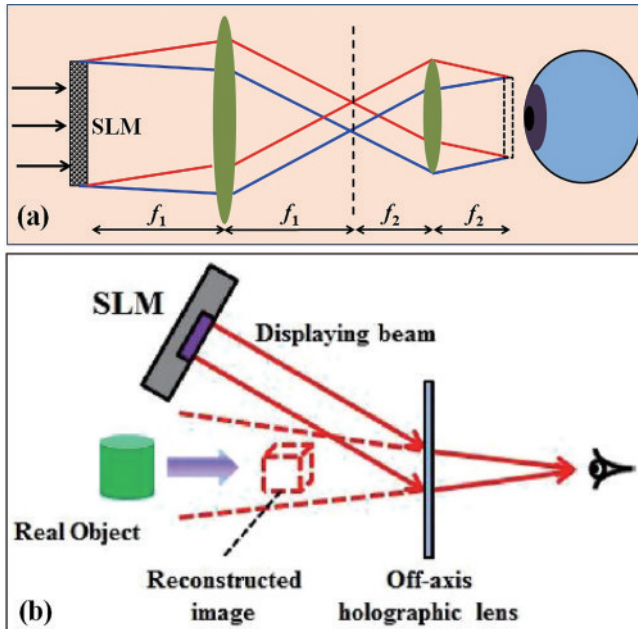 SLM
(a)
f1 f1 f2 f2
SLM
Displaying beam
Real Object
Reconstructed
image
Off-axis
holographic lens
(b)